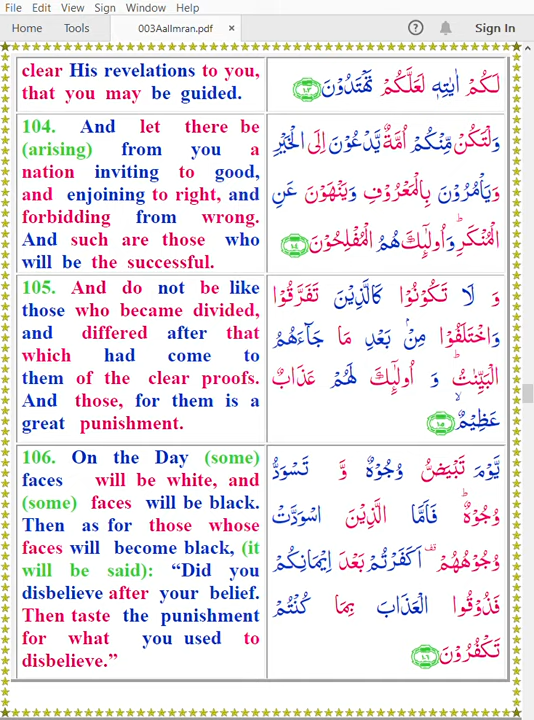 File Edit View Sign Window Help
Home Tools 003AalImran.pdf × Sign In
clear His revelations to you,
that you may be guided.
لَكُمْ اٰيٰتِهٖ لَعَلَّكُمْ تَهْتَدُوْنَ ١٠٣
104. And let there be
(arising) from you a
nation inviting to good,
and enjoining to right, and
forbidding from wrong.
And such are those who
will be the successful.
وَلْتَكُنْ مِّنْكُمْ اُمَّةٌ يَّدْعُوْنَ اِلَى الْخَيْرِ
وَيَاْمُرُوْنَ بِالْمَعْرُوْفِ وَيَنْهَوْنَ عَنِ
الْمُنْكَرِ ؕ وَاُولٰٓئِكَ هُمُ الْمُفْلِحُوْنَ ١٠٤
105. And do not be like
those who became divided,
and differed after that
which had come to
them of the clear proofs.
And those, for them is a
great punishment.
وَ لَا تَكُوْنُوْا كَالَّذِيْنَ تَفَرَّقُوْا
وَاخْتَلَفُوْا مِنْۢ بَعْدِ مَا جَآءَهُمُ
الْبَيِّنٰتُ ؕ وَ اُولٰٓئِكَ لَهُمْ عَذَابٌ
عَظِيْمٌ ۙ ١٠٥
106. On the Day (some)
faces will be white, and
(some) faces will be black.
Then as for those whose
faces will become black, (it
will be said): “Did you
disbelieve after your belief.
Then taste the punishment
for what you used to
disbelieve.”
يَّوْمَ تَبْيَضُّ وُجُوْهٌ وَّ تَسْوَدُّ
وُجُوْهٌ ؕ فَاَمَّا الَّذِيْنَ اسْوَدَّتْ
وُجُوْهُهُمْ ۫ اَكَفَرْتُمْ بَعْدَ اِيْمَانِكُمْ
فَذُوْقُوا الْعَذَابَ بِمَا كُنْتُمْ
تَكْفُرُوْنَ ١٠٦